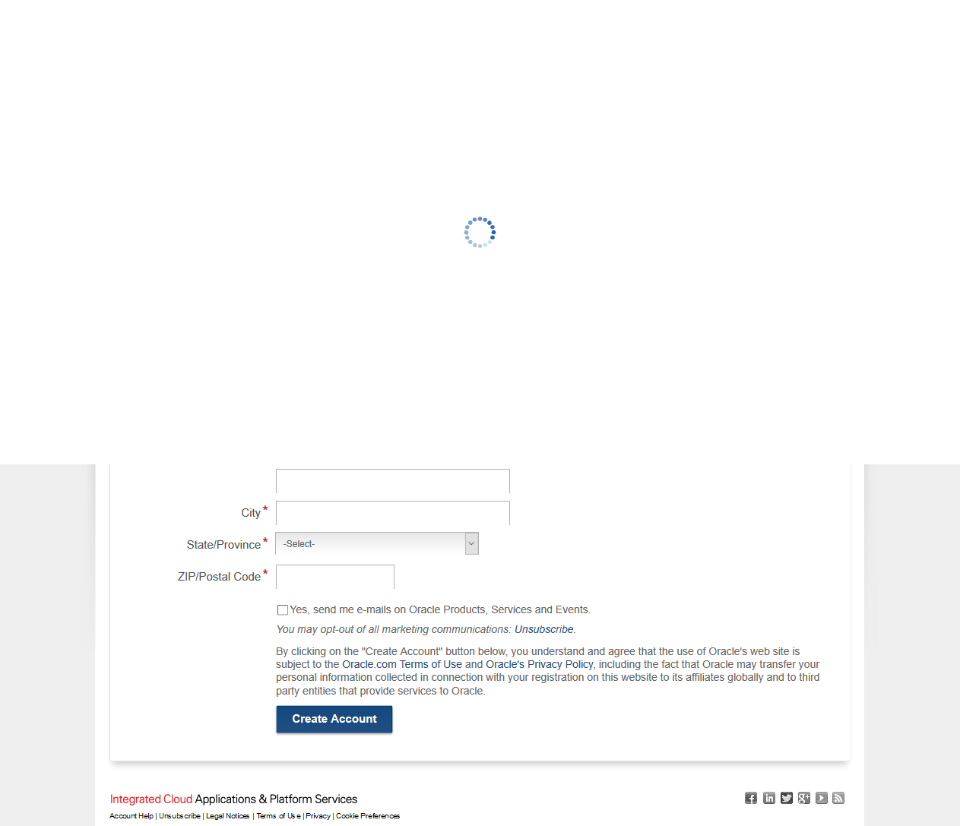 City *
State/Province * -Select-
ZIP/Postal Code *
Yes, send me e-mails on Oracle Products, Services and Events.
You may opt-out of all marketing communications: Unsubscribe.
By clicking on the "Create Account" button below, you understand and agree that the use of Oracle's web site is
subject to the Oracle.com Terms of Use and Oracle's Privacy Policy, including the fact that Oracle may transfer your
personal information collected in connection with your registration on this website to its affiliates globally and to third
party entities that provide services to Oracle.
Create Account
Integrated Cloud Applications & Platform Services
Account Help | Unsubscribe | Legal Notices | Terms of Use | Privacy | Cookie Preferences